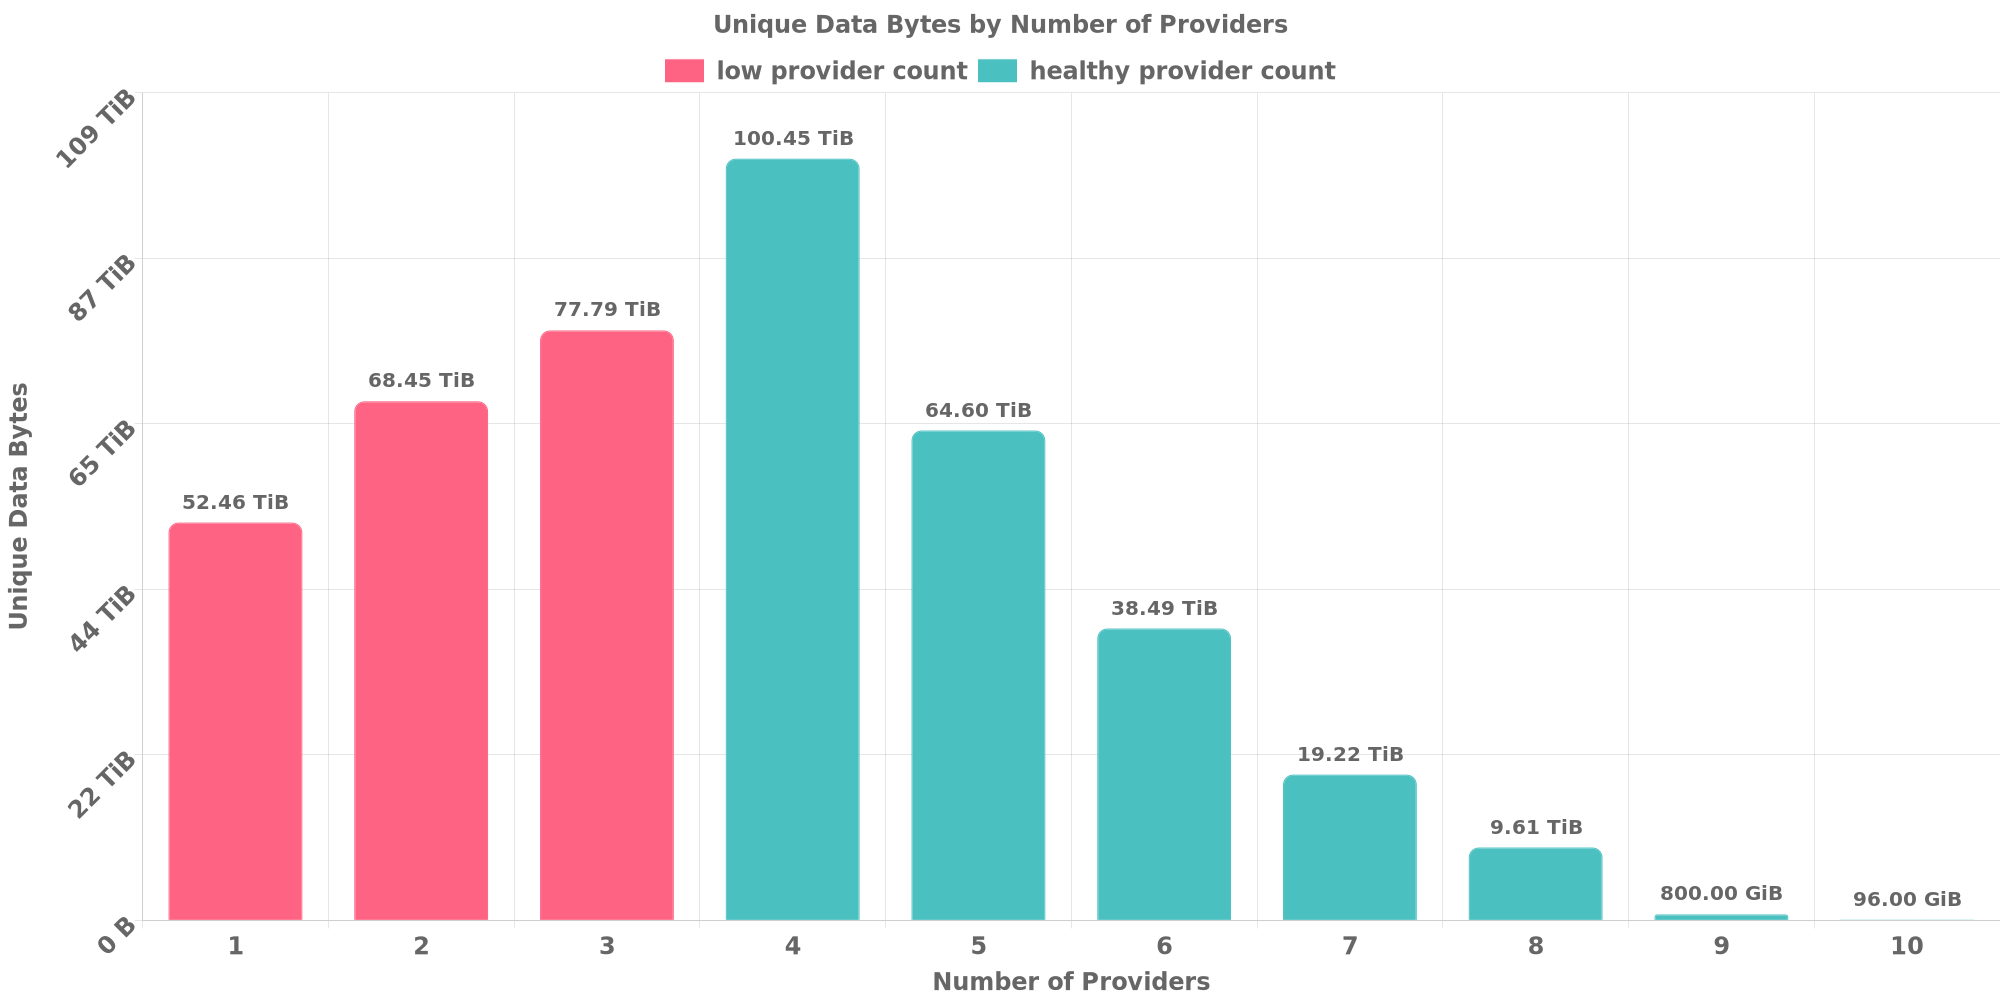 Unique Data Bytes by Number of Providers
low provider count healthy provider count
109 TiB
87 TiB
65 TiB
44 TiB
22 TiB
0 B
Unique Data Bytes
52.46 TiB
68.45 TiB
77.79 TiB
100.45 TiB
64.60 TiB
38.49 TiB
19.22 TiB
9.61 TiB
800.00 GiB
96.00 GiB
1 2 3 4 5 6 7 8 9 10
Number of Providers